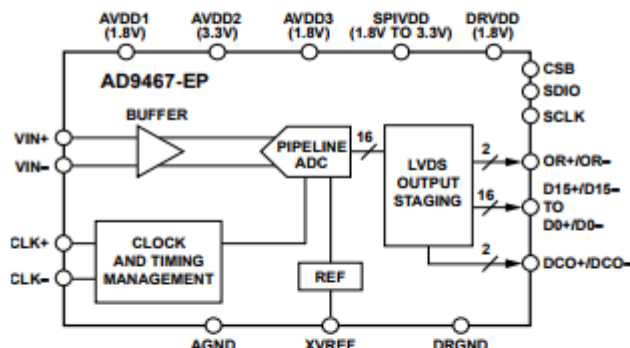 AVDD1 AVDD2 AVDD3 SPIVDD DRVDD
(1.8V) (3.3V) (1.8V) (1.8V TO 3.3V) (1.8V)
AD9467-EP
CSB
SDIO
SCLK
BUFFER
VIN+
VIN–
PIPELINE
ADC
16
LVDS
OUTPUT
STAGING
2
OR+/OR–
16
D15+/D15–
TO
D0+/D0–
2
DCO+/DCO–
CLK+
CLK–
CLOCK
AND TIMING
MANAGEMENT
REF
AGND XVREF DRGND